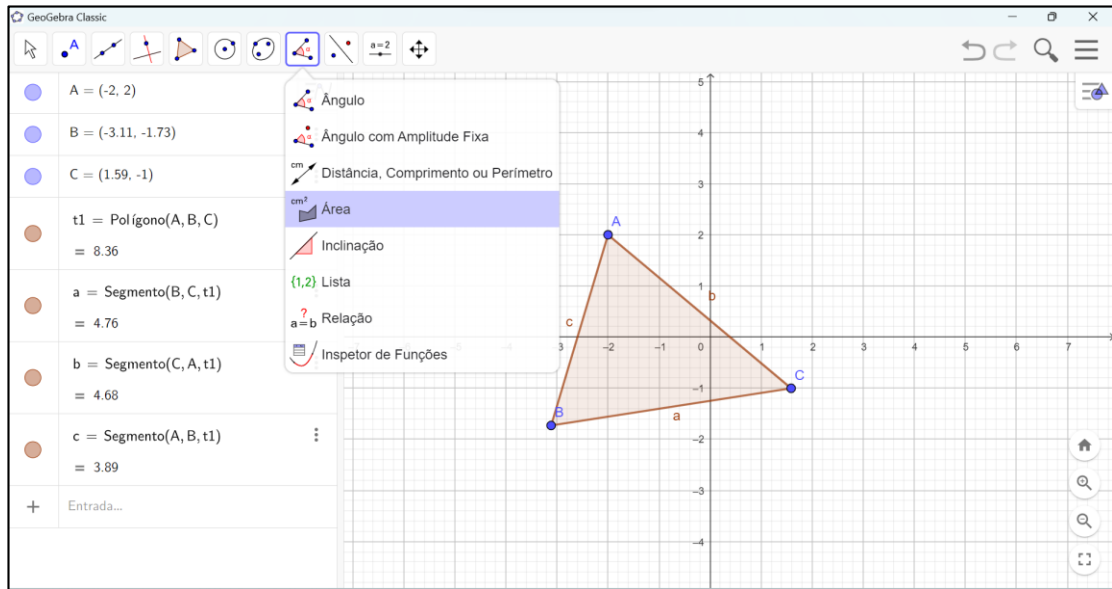 GeoGebra Classic
A
a=2
A = (-2, 2)
B = (-3.11, -1.73)
C = (1.59, -1)
t1 = Polígono(A, B, C)
= 8.36
a = Segmento(B, C, t1)
= 4.76
b = Segmento(C, A, t1)
= 4.68
c = Segmento(A, B, t1)
= 3.89
+ Entrada...
α Ângulo
α Ângulo com Amplitude Fixa
cm Distância, Comprimento ou Perímetro
cm² Área
Inclinação
{1,2} Lista
?
a=b Relação
Inspetor de Funções
5
4
3
A
2
1
b
c
-3 -2 -1 0 1 2 3 4 5 6 7
C
-1
B
a
-2
-3
-4